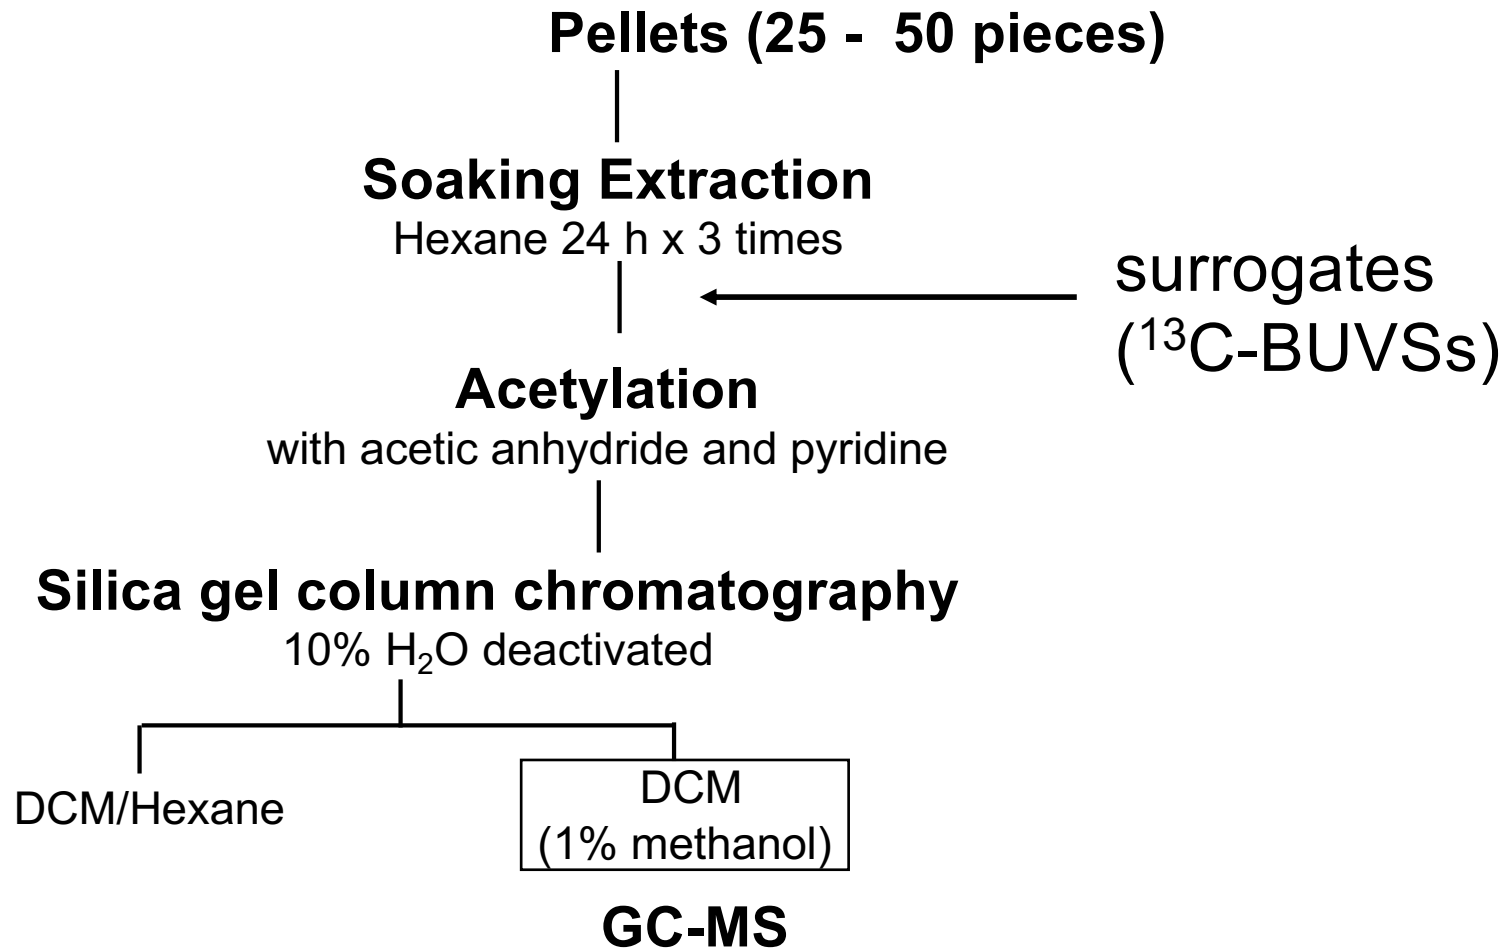 Pellets (25 -  50 pieces)
Soaking Extraction
Hexane 24 h x 3 times
surrogates
(¹³C-BUVSs)
Acetylation
with acetic anhydride and pyridine
Silica gel column chromatography
10% H₂O deactivated
DCM/Hexane
DCM
(1% methanol)
GC-MS